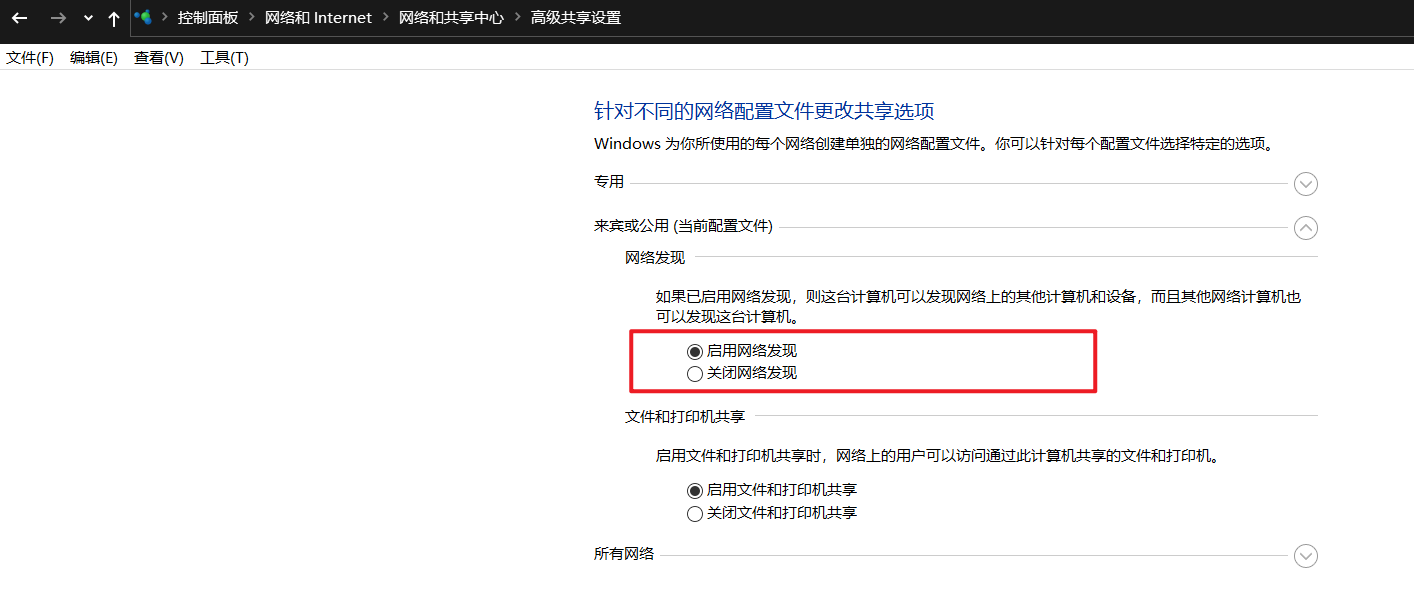 控制面板 网络和 Internet 网络和共享中心 高级共享设置
文件(F) 编辑(E) 查看(V) 工具(T)
针对不同的网络配置文件更改共享选项
Windows 为你所使用的每个网络创建单独的网络配置文件。你可以针对每个配置文件选择特定的选项。
专用
来宾或公用 (当前配置文件)
网络发现
如果已启用网络发现，则这台计算机可以发现网络上的其他计算机和设备，而且其他网络计算机也
可以发现这台计算机。
启用网络发现
关闭网络发现
文件和打印机共享
启用文件和打印机共享时，网络上的用户可以访问通过此计算机共享的文件和打印机。
启用文件和打印机共享
关闭文件和打印机共享
所有网络